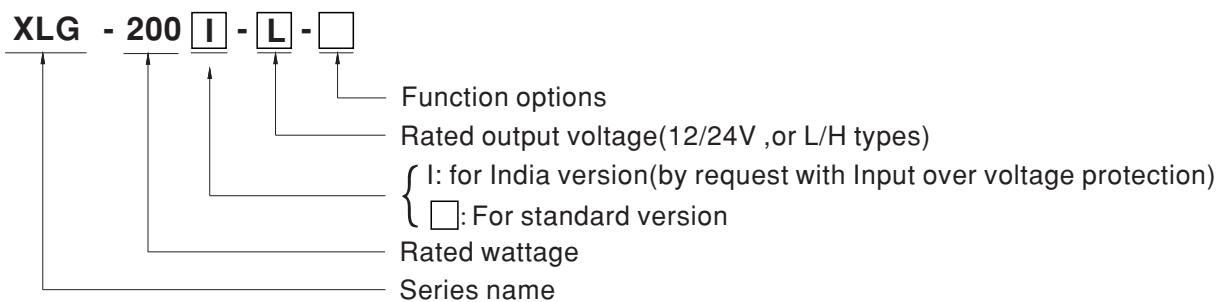 XLG - 200 I - L - □
Function options
Rated output voltage(12/24V ,or L/H types)
I: for India version(by request with Input over voltage protection)
□: For standard version
Rated wattage
Series name